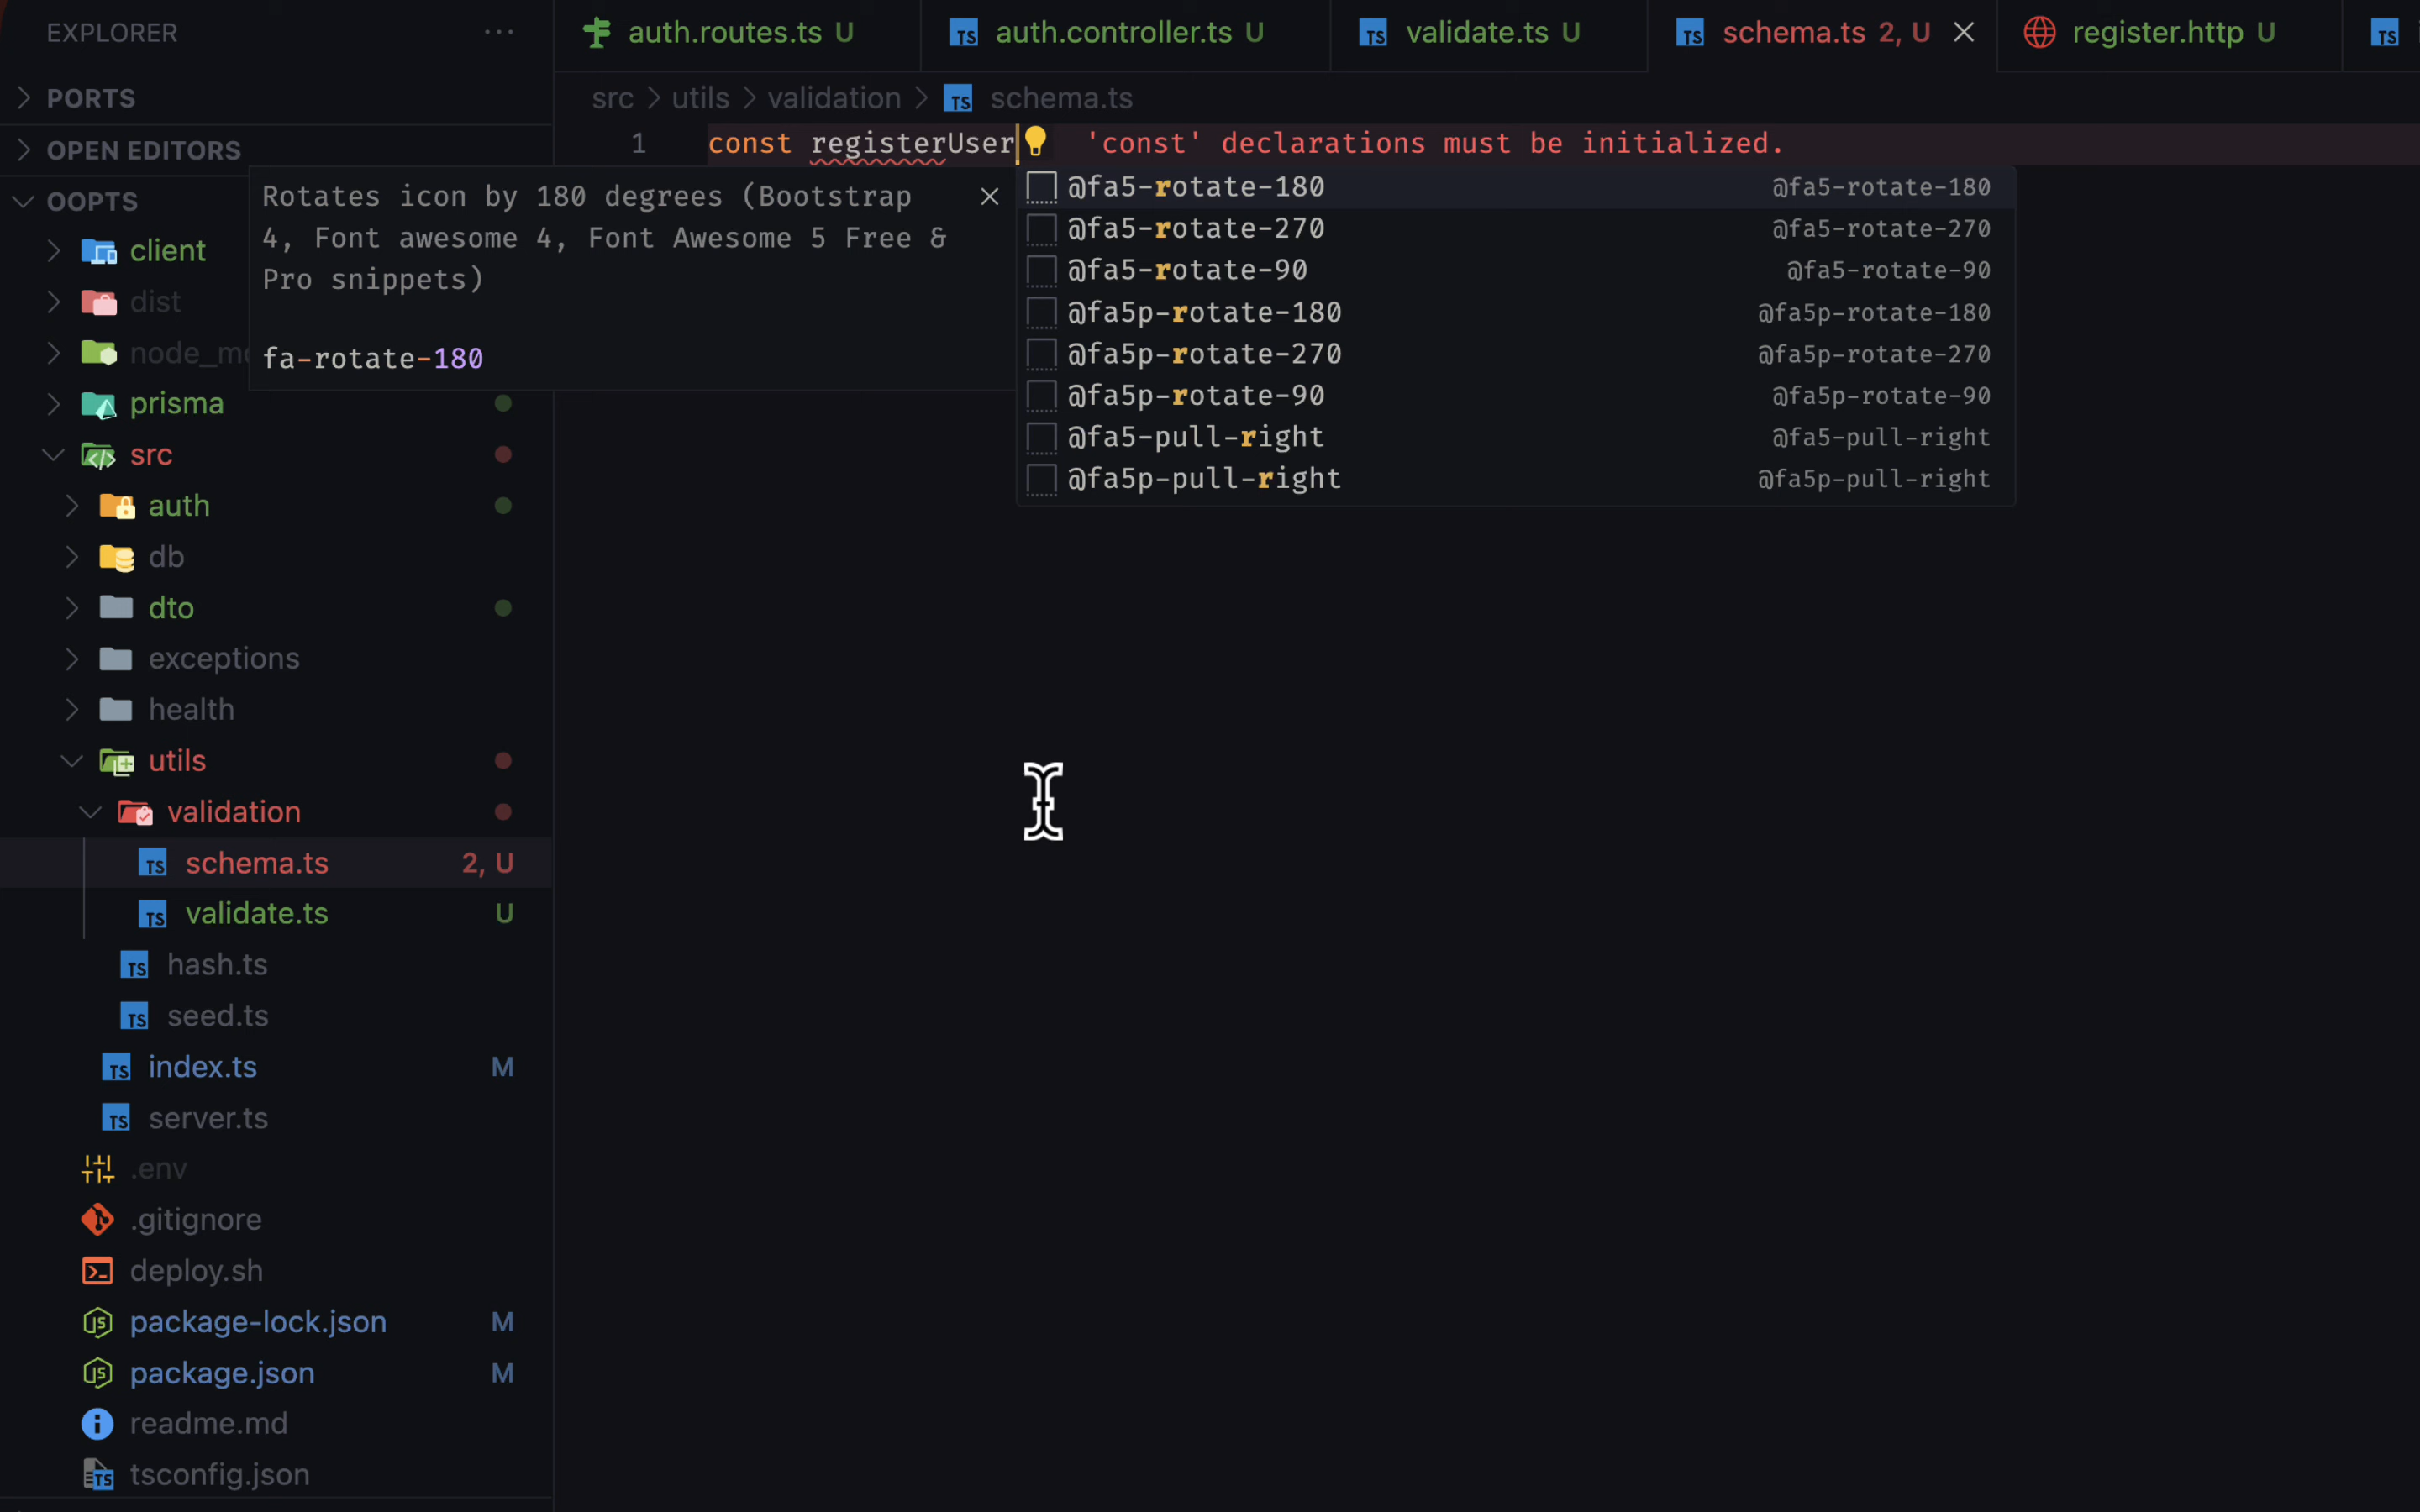 EXPLORER
PORTS
OPEN EDITORS
OOPTS
client
dist
prisma
src
auth
db
dto
exceptions
health
utils
validation
schema.ts 2, U
validate.ts U
hash.ts
seed.ts
index.ts M
server.ts
.env
.gitignore
deploy.sh
package-lock.json M
package.json M
readme.md
tsconfig.json
auth.routes.ts U
auth.controller.ts U
validate.ts U
schema.ts 2, U
register.http U
src > utils > validation > schema.ts
1 const registerUser 'const' declarations must be initialized.
Rotates icon by 180 degrees (Bootstrap
4, Font awesome 4, Font Awesome 5 Free &
Pro snippets)
fa-rotate-180
@fa5-rotate-180 @fa5-rotate-180
@fa5-rotate-270 @fa5-rotate-270
@fa5-rotate-90 @fa5-rotate-90
@fa5p-rotate-180 @fa5p-rotate-180
@fa5p-rotate-270 @fa5p-rotate-270
@fa5p-rotate-90 @fa5p-rotate-90
@fa5-pull-right @fa5-pull-right
@fa5p-pull-right @fa5p-pull-right